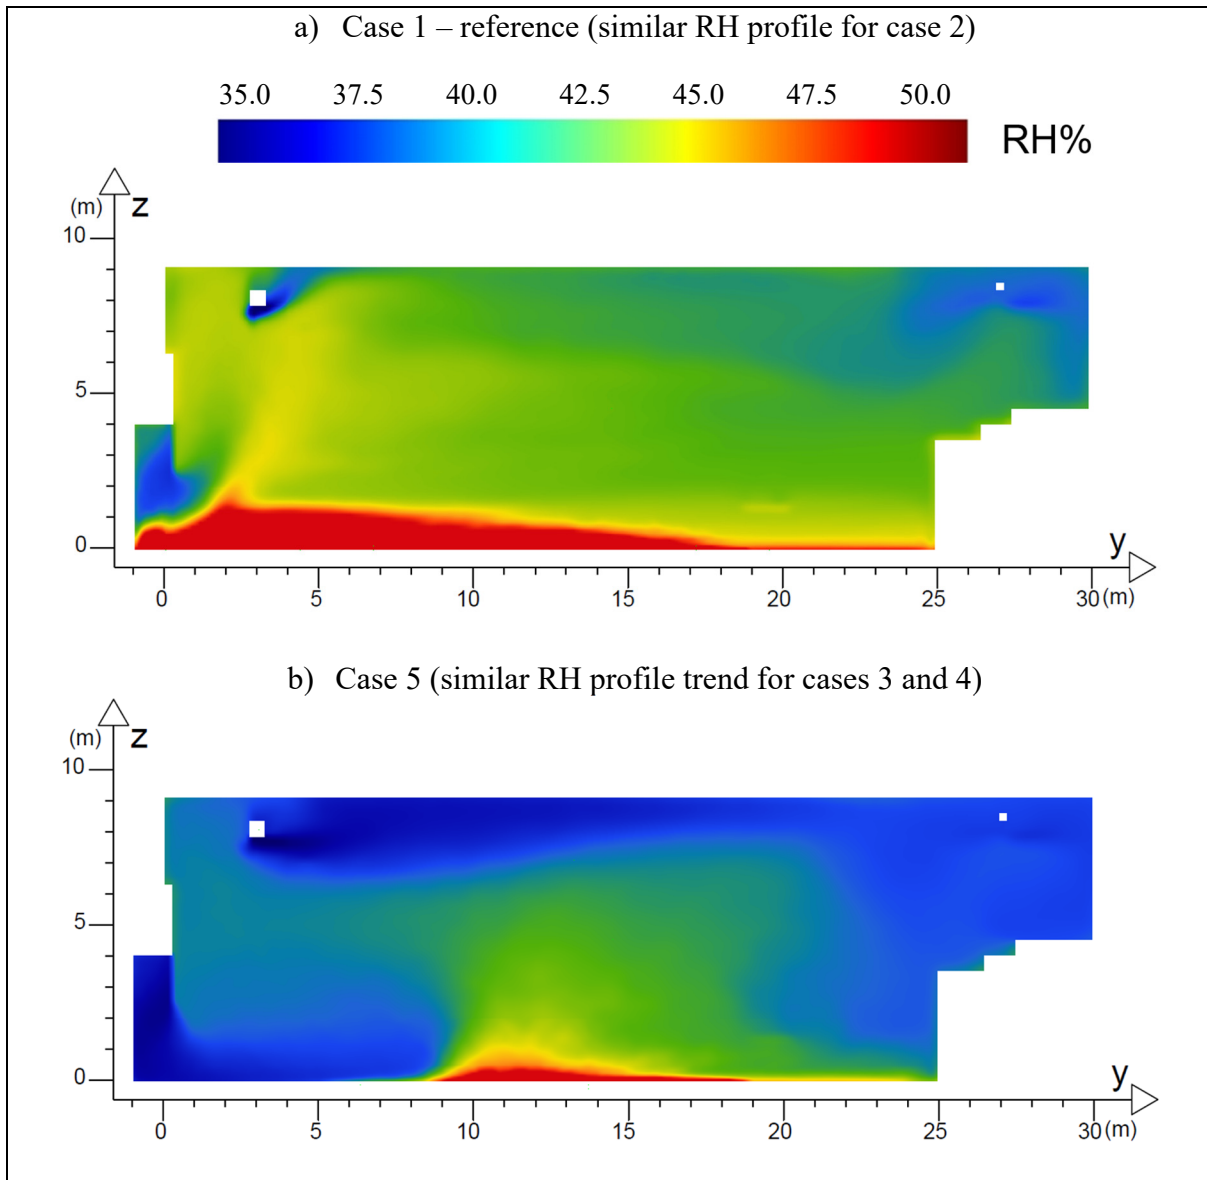 a) Case 1 – reference (similar RH profile for case 2)
35.0 37.5 40.0 42.5 45.0 47.5 50.0
RH%
(m) z
10
5
0
y
0 5 10 15 20 25 30 (m)
b) Case 5 (similar RH profile trend for cases 3 and 4)
(m) z
10
5
0
y
0 5 10 15 20 25 30 (m)